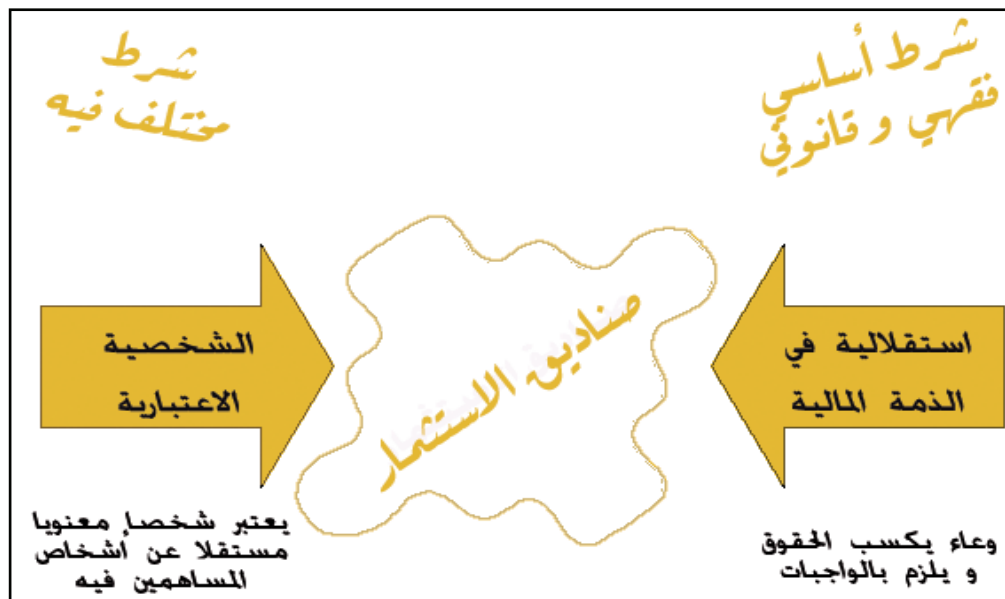 شرط أساسي
فقهي و قانوني
شرط
مختلف فيه
صناديق الاستثمار
استقلالية في
الذمة المالية
الشخصية
الاعتبارية
وعاء يكسب الحقوق
و يلزم بالواجبات
يعتبر شخصا معنويا
مستقلا عن أشخاص
المساهمين فيه